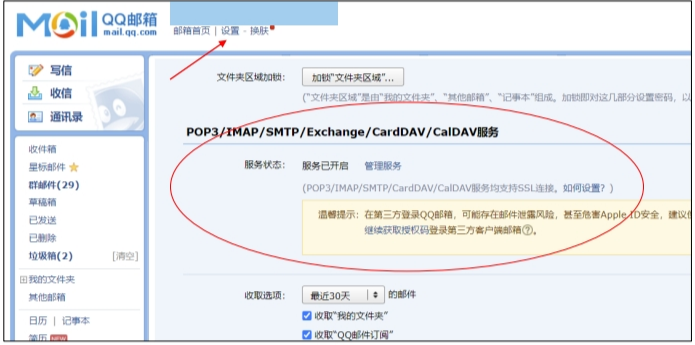 MOil QQ邮箱
mail.qq.com
邮箱首页 | 设置 - 换肤
写信
收信
通讯录
收件箱
星标邮件
群邮件(29)
草稿箱
已发送
已删除
垃圾箱(2) [清空]
我的文件夹
其他邮箱
日历 | 记事本
简历 NEW
文件夹区域加锁: 加锁“文件夹区域”...
(“文件夹区域”是由“我的文件夹”、“其他邮箱”、“记事本”组成。加锁即对这几部分设置密码，以
POP3/IMAP/SMTP/Exchange/CardDAV/CalDAV服务
服务状态: 服务已开启 管理服务
(POP3/IMAP/SMTP/CardDAV/CalDAV服务均支持SSL连接。如何设置? )
温馨提示: 在第三方登录QQ邮箱，可能存在邮件泄露风险，甚至危害Apple ID安全，建议使
继续获取授权码登录第三方客户端邮箱?。
收取选项: 最近30天 的邮件
收取“我的文件夹”
收取“QQ邮件订阅”